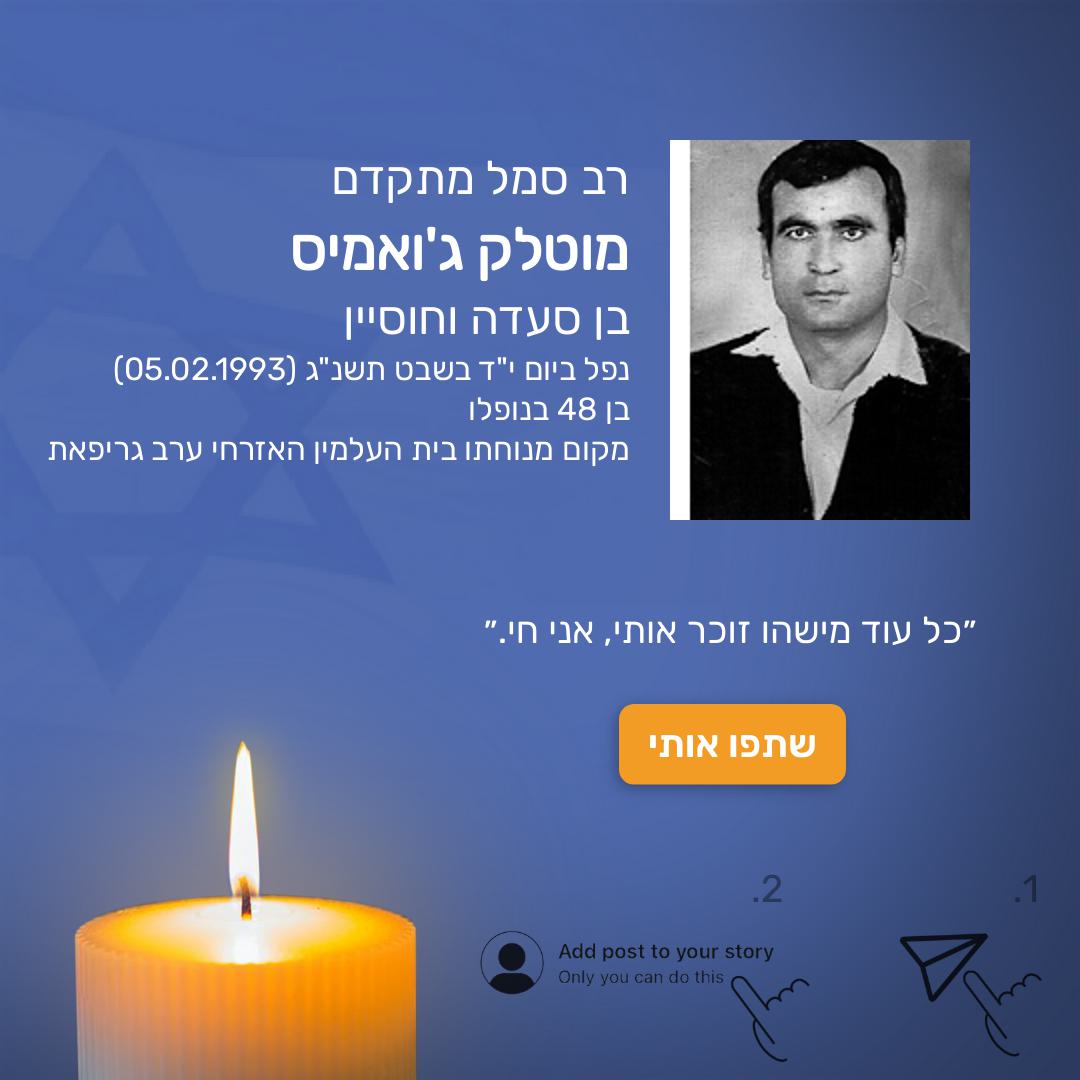 רב סמל מתקדם
מוטלק ג'ואמיס
בן סעדה וחוסיין
נפל ביום י"ד בשבט תשנ"ג (05.02.1993)
בן 48 בנופלו
מקום מנוחתו בית העלמין האזרחי ערב גריפאת
״כל עוד מישהו זוכר אותי, אני חי.״
שתפו אותי
.1
.2
Add post to your story
Only you can do this